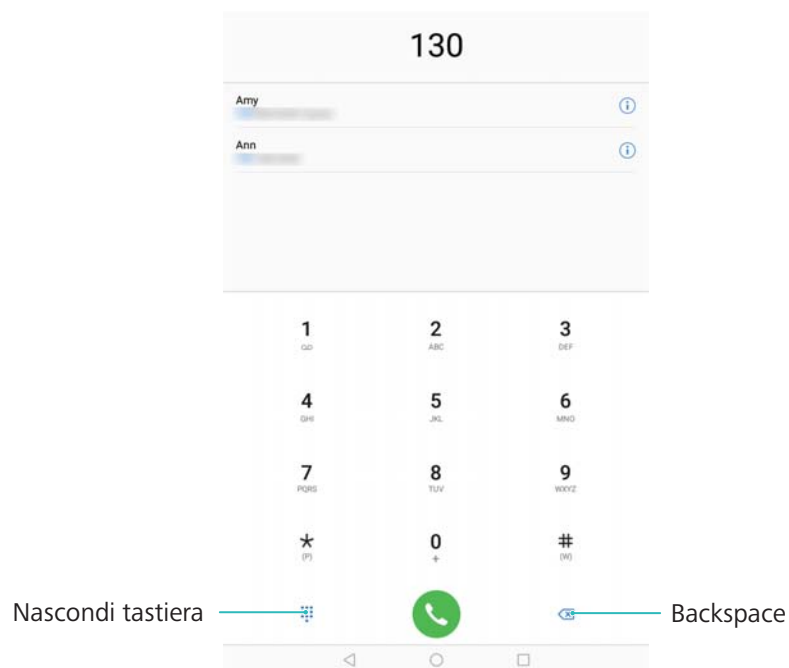 130
Amy
Ann
1 2 3
ABC DEF
4 5 6
GHI JKL MNO
7 8 9
PQRS TUV WXYZ
* 0 #
(P) + (W)
Nascondi tastiera
Backspace